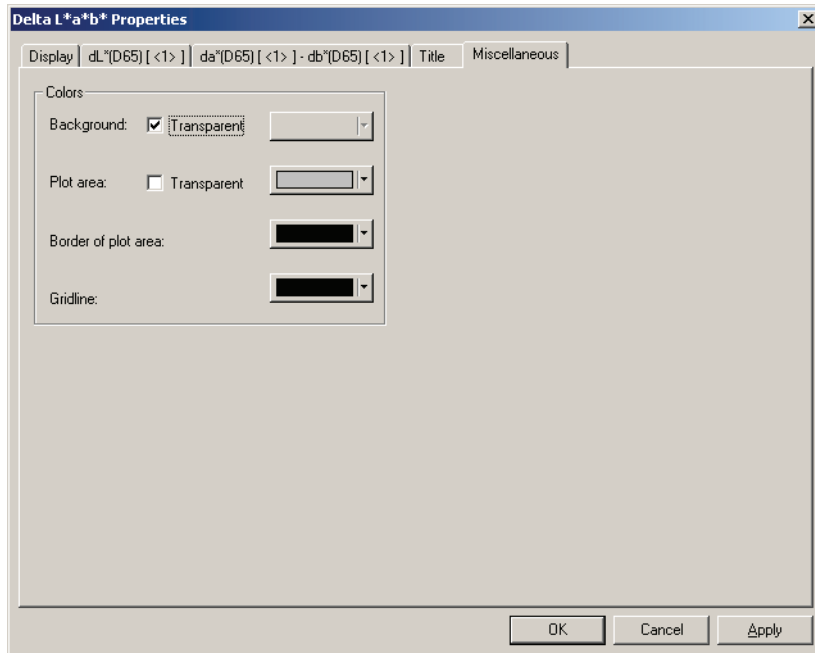 Delta L*a*b* Properties
Display dL*(D65) [ <1> ] da*(D65) [ <1> ] - db*(D65) [ <1> ] Title Miscellaneous
Colors
Background: Transparent
Plot area: Transparent
Border of plot area:
Gridline:
OK Cancel Apply